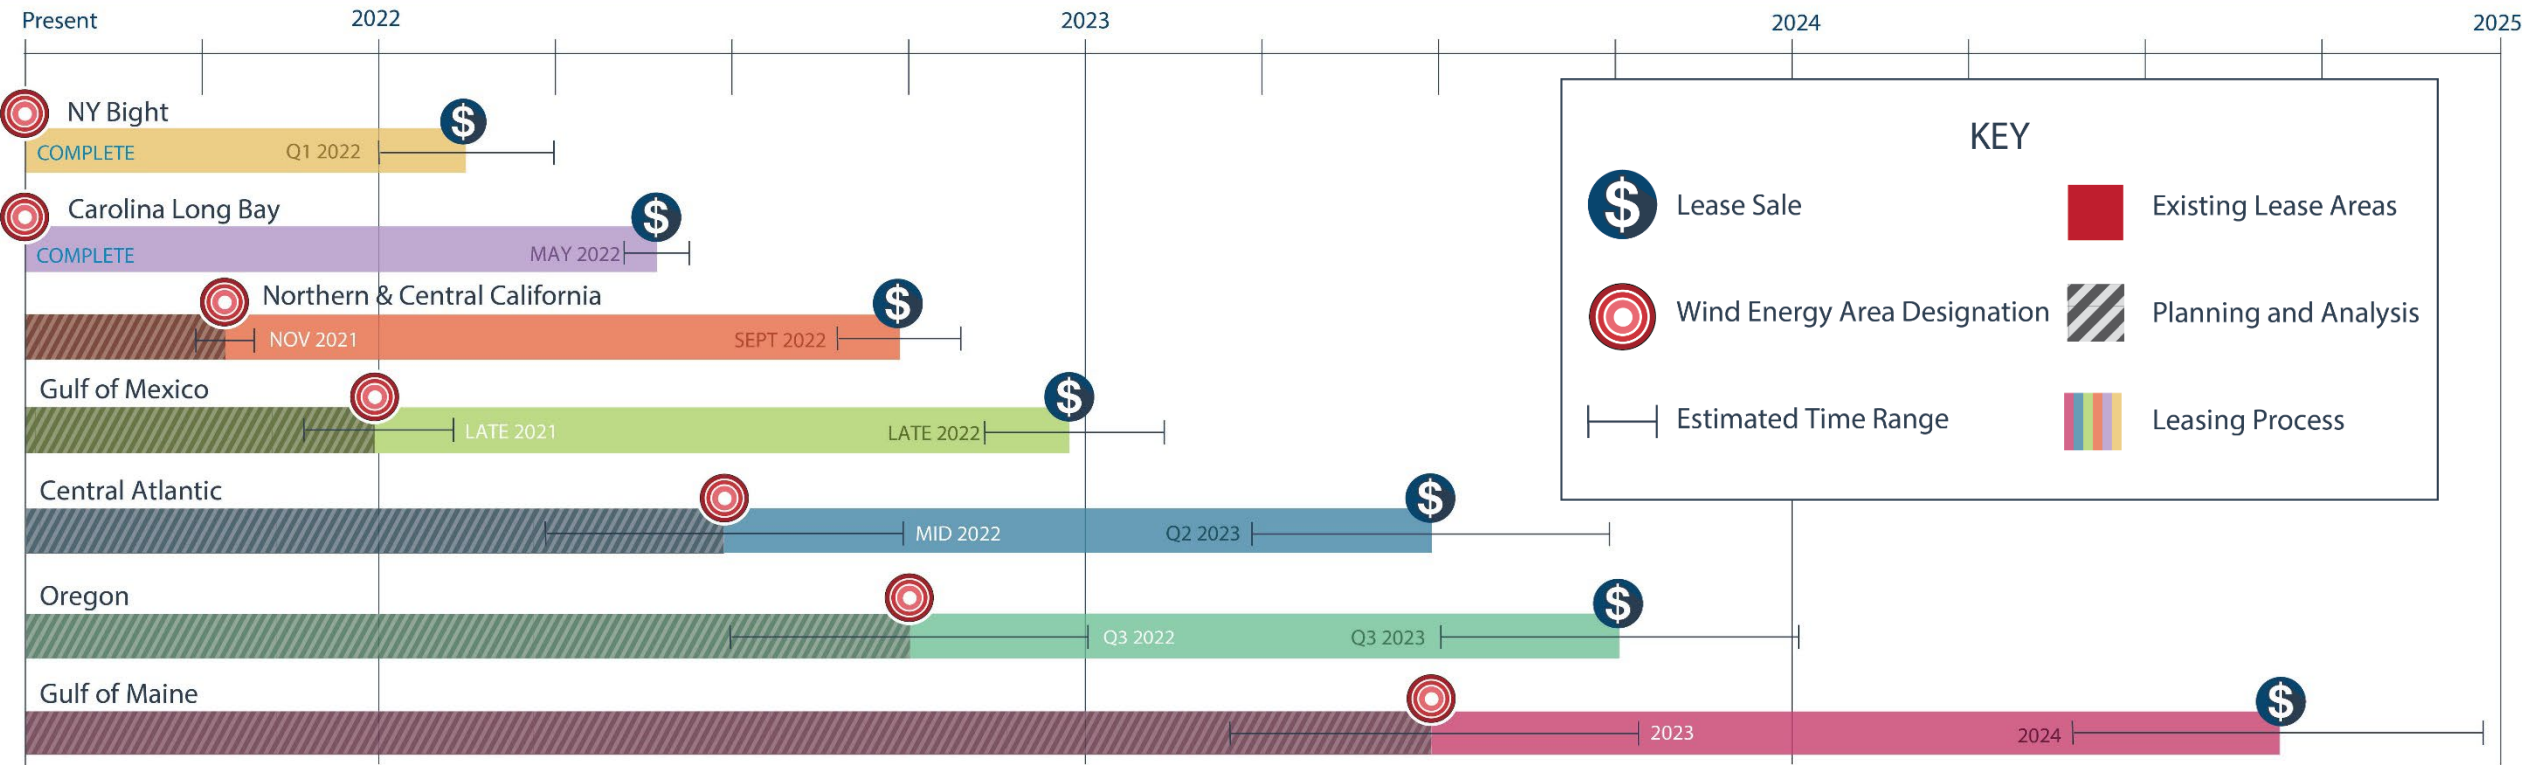 Present 2022 2023 2024 2025
NY Bight
COMPLETE Q1 2022
Carolina Long Bay
COMPLETE MAY 2022
Northern & Central California
NOV 2021 SEPT 2022
Gulf of Mexico
LATE 2021 LATE 2022
Central Atlantic
MID 2022 Q2 2023
Oregon
Q3 2022 Q3 2023
Gulf of Maine
2023 2024
KEY
$ Lease Sale
Existing Lease Areas
Wind Energy Area Designation
Planning and Analysis
Estimated Time Range
Leasing Process